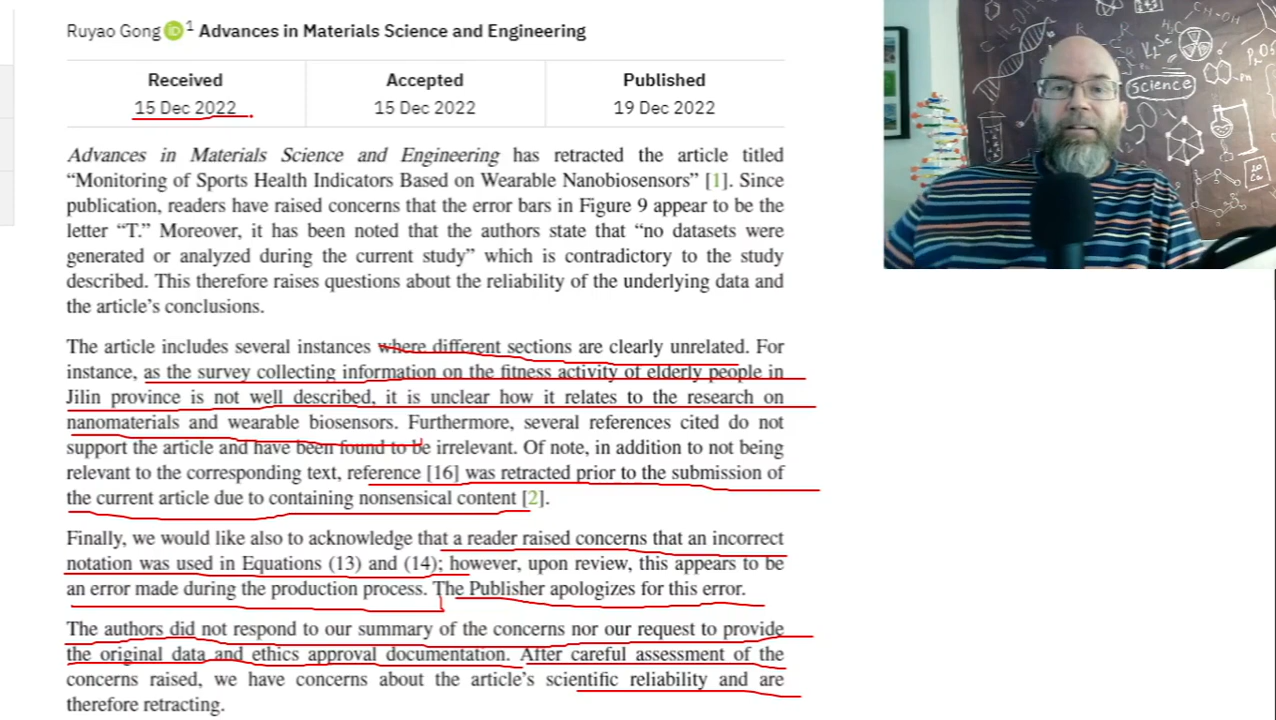 Ruyao Gong iD 1 Advances in Materials Science and Engineering
Received Accepted Published
15 Dec 2022 15 Dec 2022 19 Dec 2022
Advances in Materials Science and Engineering has retracted the article titled
“Monitoring of Sports Health Indicators Based on Wearable Nanobiosensors” [1]. Since
publication, readers have raised concerns that the error bars in Figure 9 appear to be the
letter “T.” Moreover, it has been noted that the authors state that “no datasets were
generated or analyzed during the current study” which is contradictory to the study
described. This therefore raises questions about the reliability of the underlying data and
the article’s conclusions.
The article includes several instances where different sections are clearly unrelated. For
instance, as the survey collecting information on the fitness activity of elderly people in
Jilin province is not well described, it is unclear how it relates to the research on
nanomaterials and wearable biosensors. Furthermore, several references cited do not
support the article and have been found to be irrelevant. Of note, in addition to not being
relevant to the corresponding text, reference [16] was retracted prior to the submission of
the current article due to containing nonsensical content [2].
Finally, we would like also to acknowledge that a reader raised concerns that an incorrect
notation was used in Equations (13) and (14); however, upon review, this appears to be
an error made during the production process. The Publisher apologizes for this error.
The authors did not respond to our summary of the concerns nor our request to provide
the original data and ethics approval documentation. After careful assessment of the
concerns raised, we have concerns about the article’s scientific reliability and are
therefore retracting.
Science